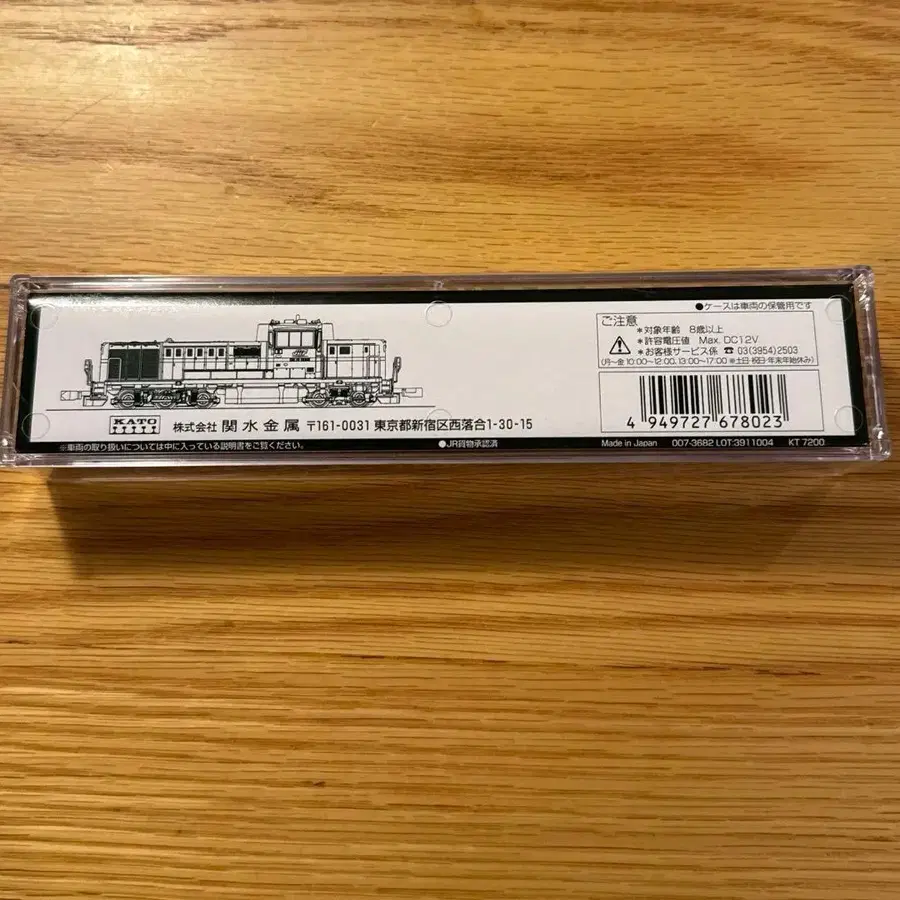 ●ケースは車両の保管用です
ご注意
*対象年齢 8歳以上
*許容電圧値 Max. DC12V
*お客様サービス係 ☎ 03(3954)2503
(月〜金 10:00〜12:00、13:00〜17:00 ※土日・祝日・年末年始休み)
4 949727 678023
KATO
株式会社 関水金属 〒161-0031 東京都新宿区西落合1-30-15
※車両の取り扱いについては中に入っている説明書をご覧ください。 ●JR貨物承認済 Made in Japan 007-3682 LOT:3911004 KT 7200